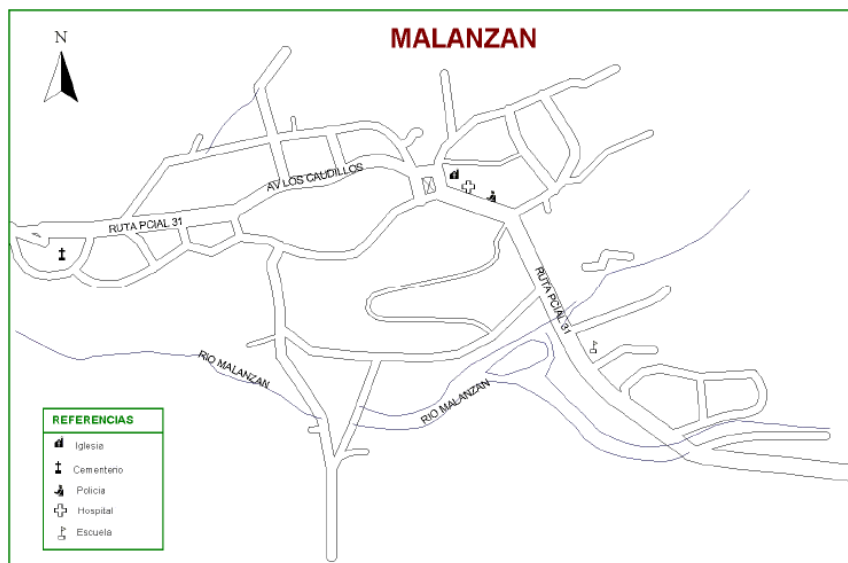 MALANZAN
N
AV LOS CAUDILLOS
RUTA PCIAL 31
RUTA PCIAL 31
RIO MALANZAN
RIO MALANZAN
REFERENCIAS
Iglesia
Cementerio
Policia
Hospital
Escuela